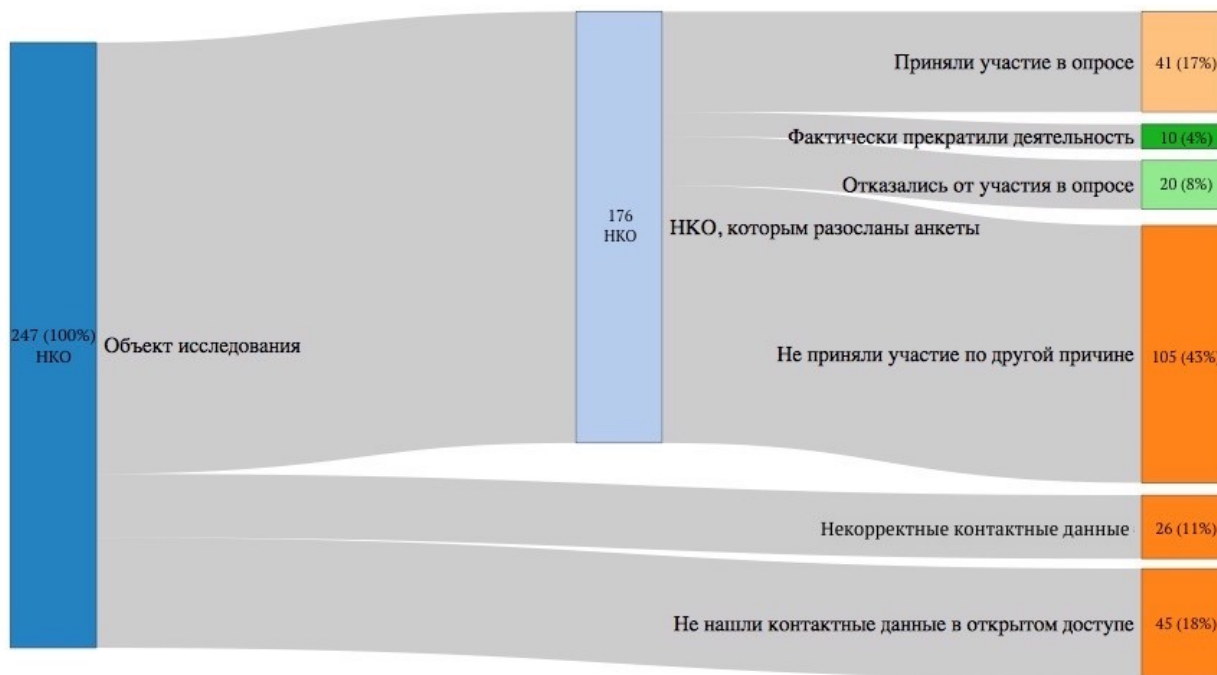 247 (100%)
НКО
Объект исследования
176
НКО
НКО, которым разосланы анкеты
Приняли участие в опросе
41 (17%)
Фактически прекратили деятельность
10 (4%)
Отказались от участия в опросе
20 (8%)
Не приняли участие по другой причине
105 (43%)
Некорректные контактные данные
26 (11%)
Не нашли контактные данные в открытом доступе
45 (18%)